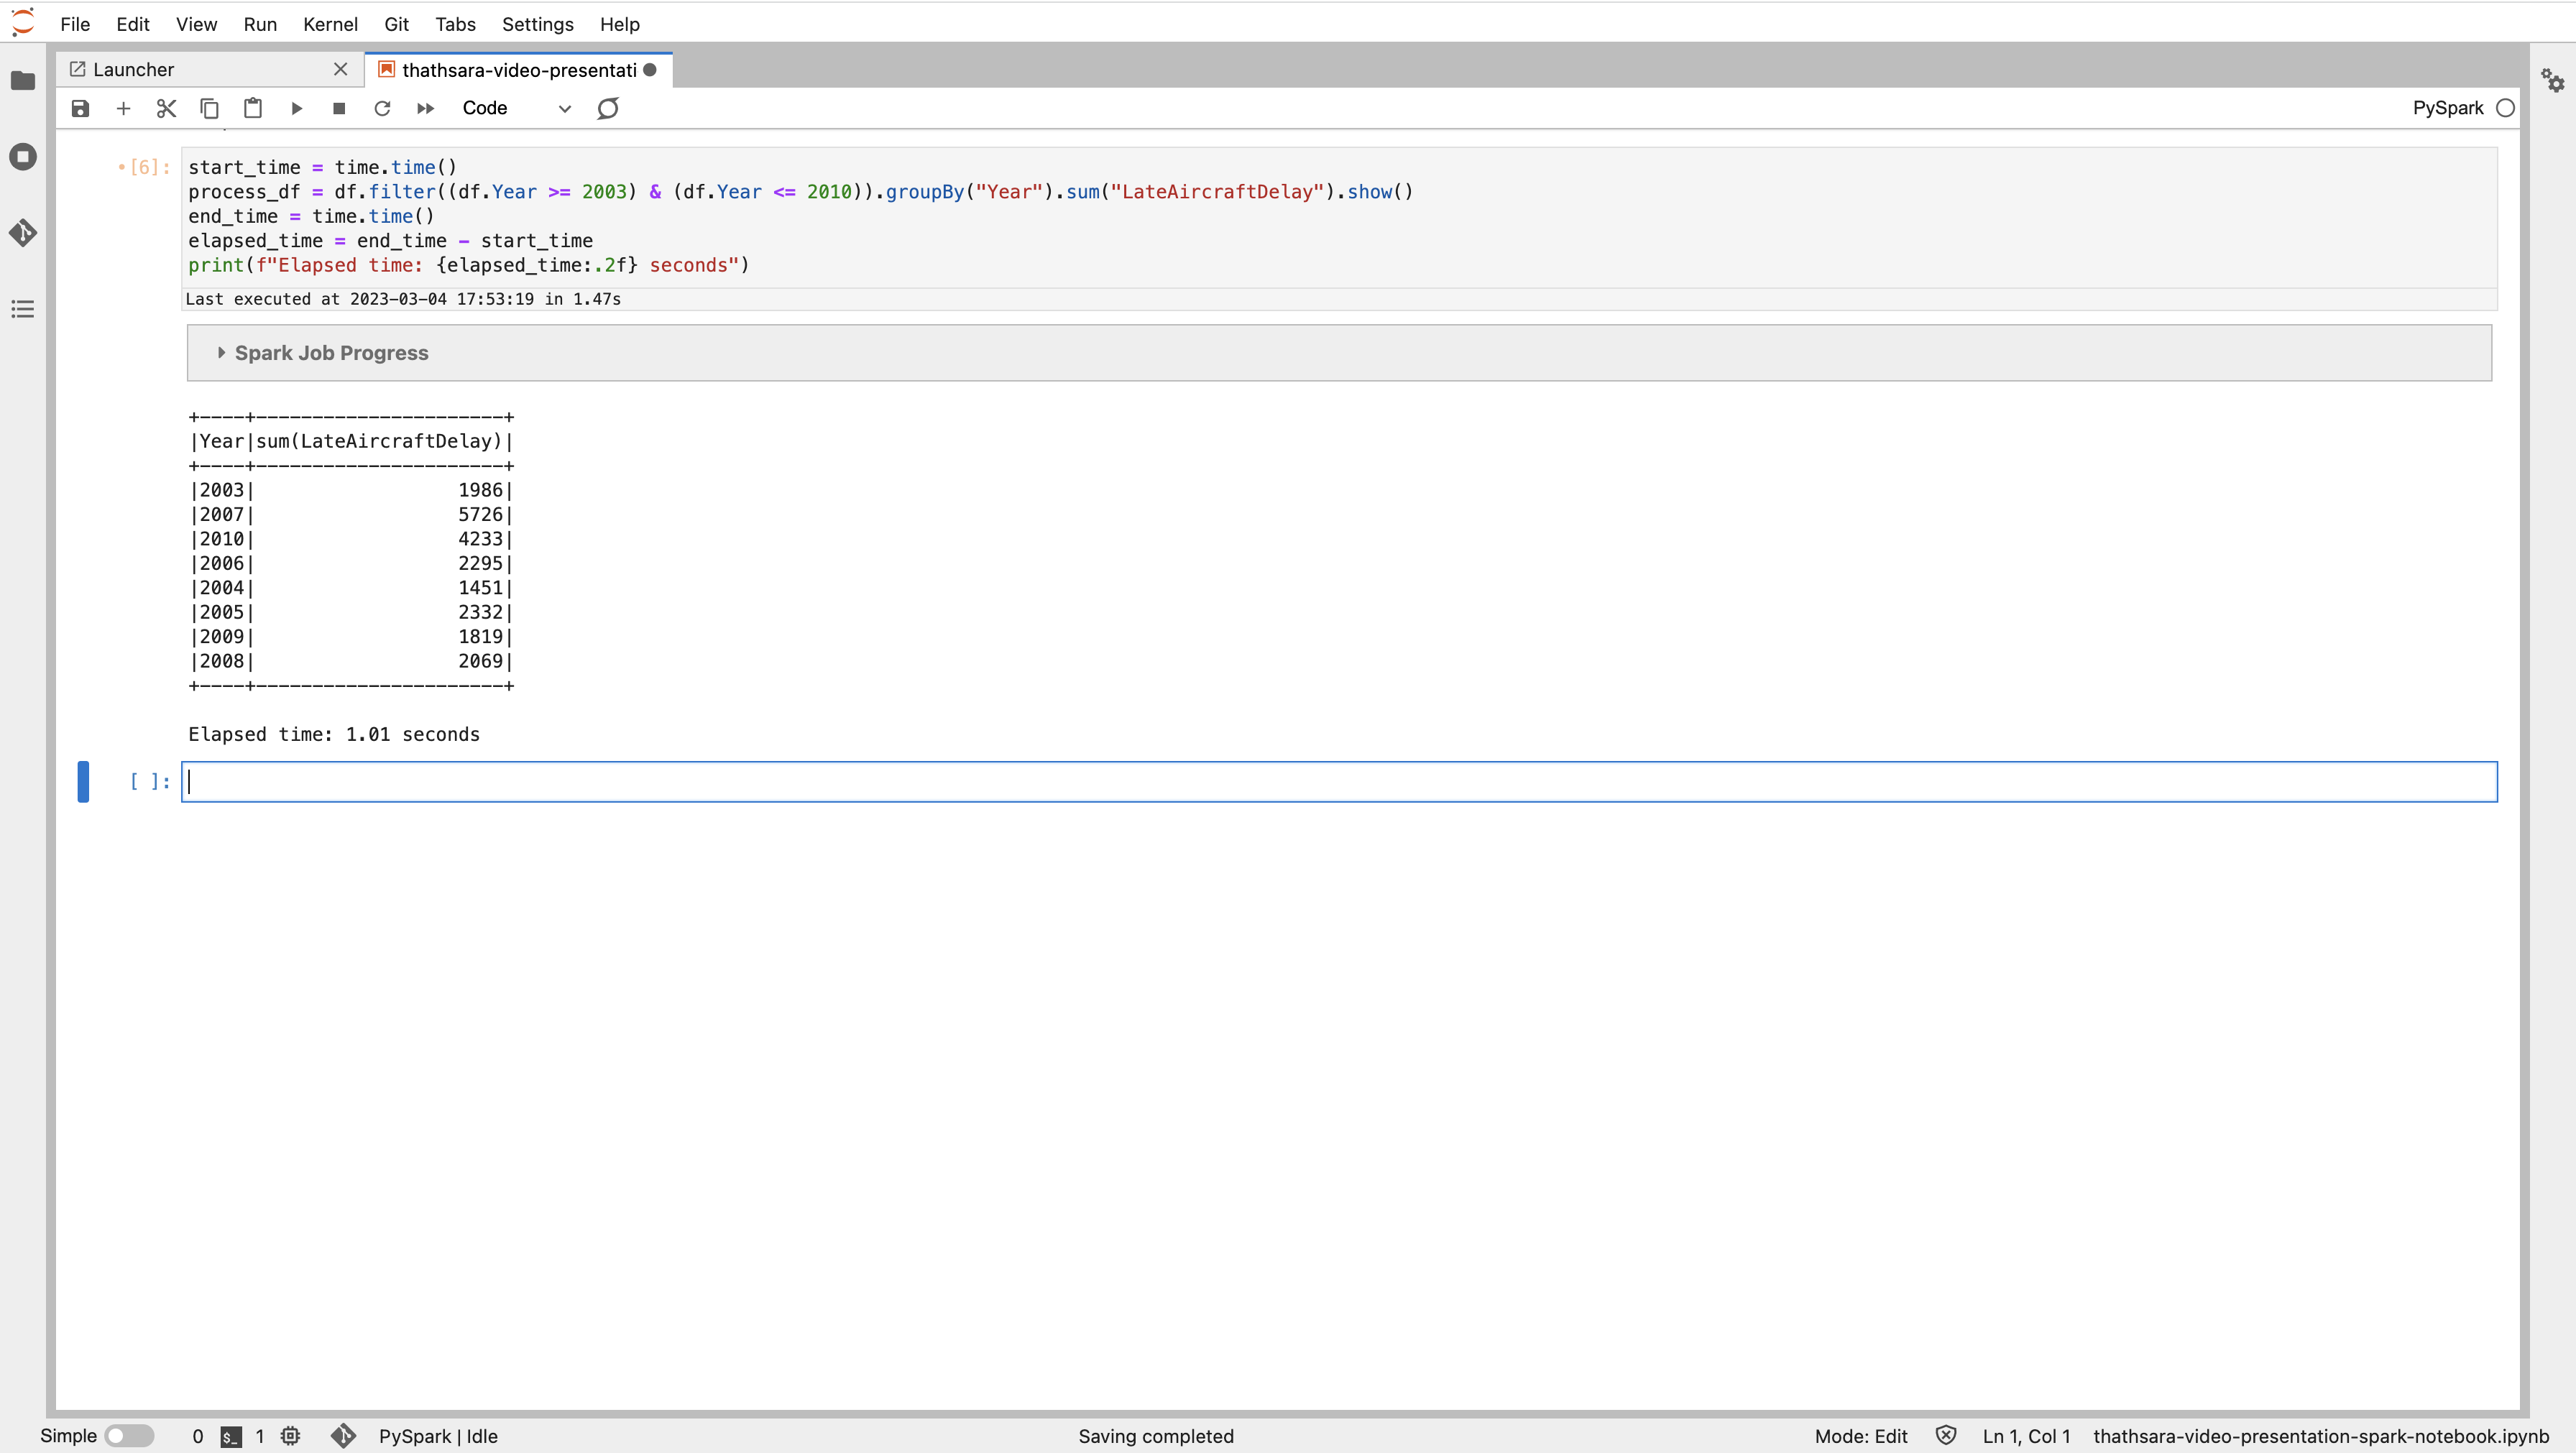 File Edit View Run Kernel Git Tabs Settings Help
Launcher
thathsara-video-presentati
Code
PySpark
[6]:
start_time = time.time()
process_df = df.filter((df.Year >= 2003) & (df.Year <= 2010)).groupBy("Year").sum("LateAircraftDelay").show()
end_time = time.time()
elapsed_time = end_time - start_time
print(f"Elapsed time: {elapsed_time:.2f} seconds")
Last executed at 2023-03-04 17:53:19 in 1.47s
Spark Job Progress
+----+----------------------+
|Year|sum(LateAircraftDelay)|
+----+----------------------+
|2003|                  1986|
|2007|                  5726|
|2010|                  4233|
|2006|                  2295|
|2004|                  1451|
|2005|                  2332|
|2009|                  1819|
|2008|                  2069|
+----+----------------------+
Elapsed time: 1.01 seconds
[ ]:
Simple 0 $_ 1 PySpark | Idle Saving completed Mode: Edit Ln 1, Col 1 thathsara-video-presentation-spark-notebook.ipynb